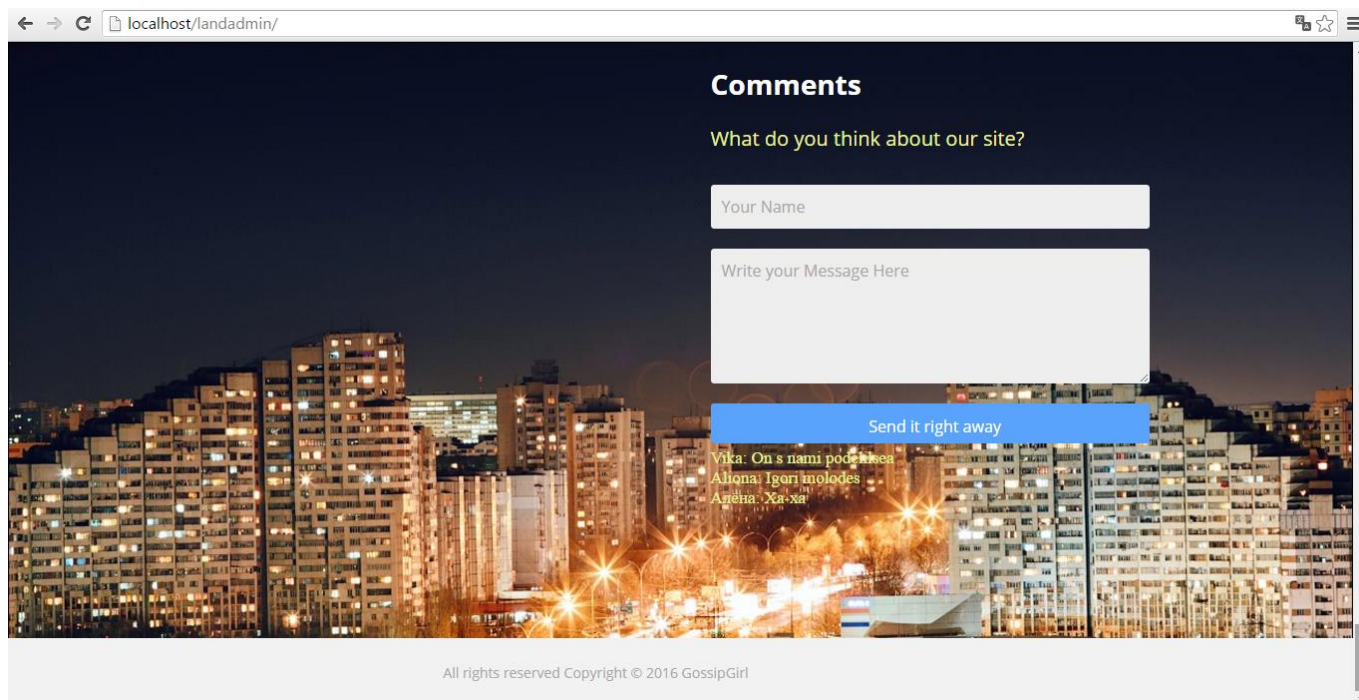 localhost/landadmin/
Comments
What do you think about our site?
Your Name
Write your Message Here
Send it right away
Vika: On s nami podelilsea
Aliona: Igori molodes
Алёна: Ха-ха
All rights reserved Copyright © 2016 GossipGirl